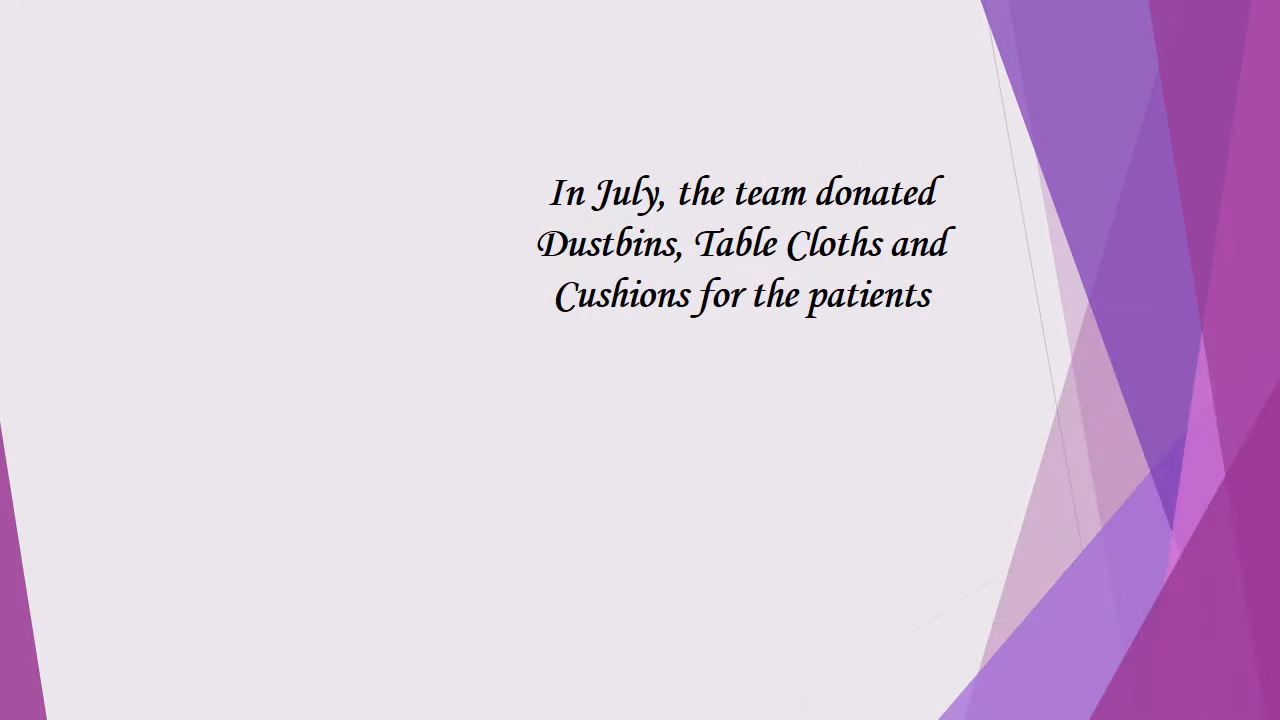 In July, the team donated
Dustbins, Table Cloths and
Cushions for the patients